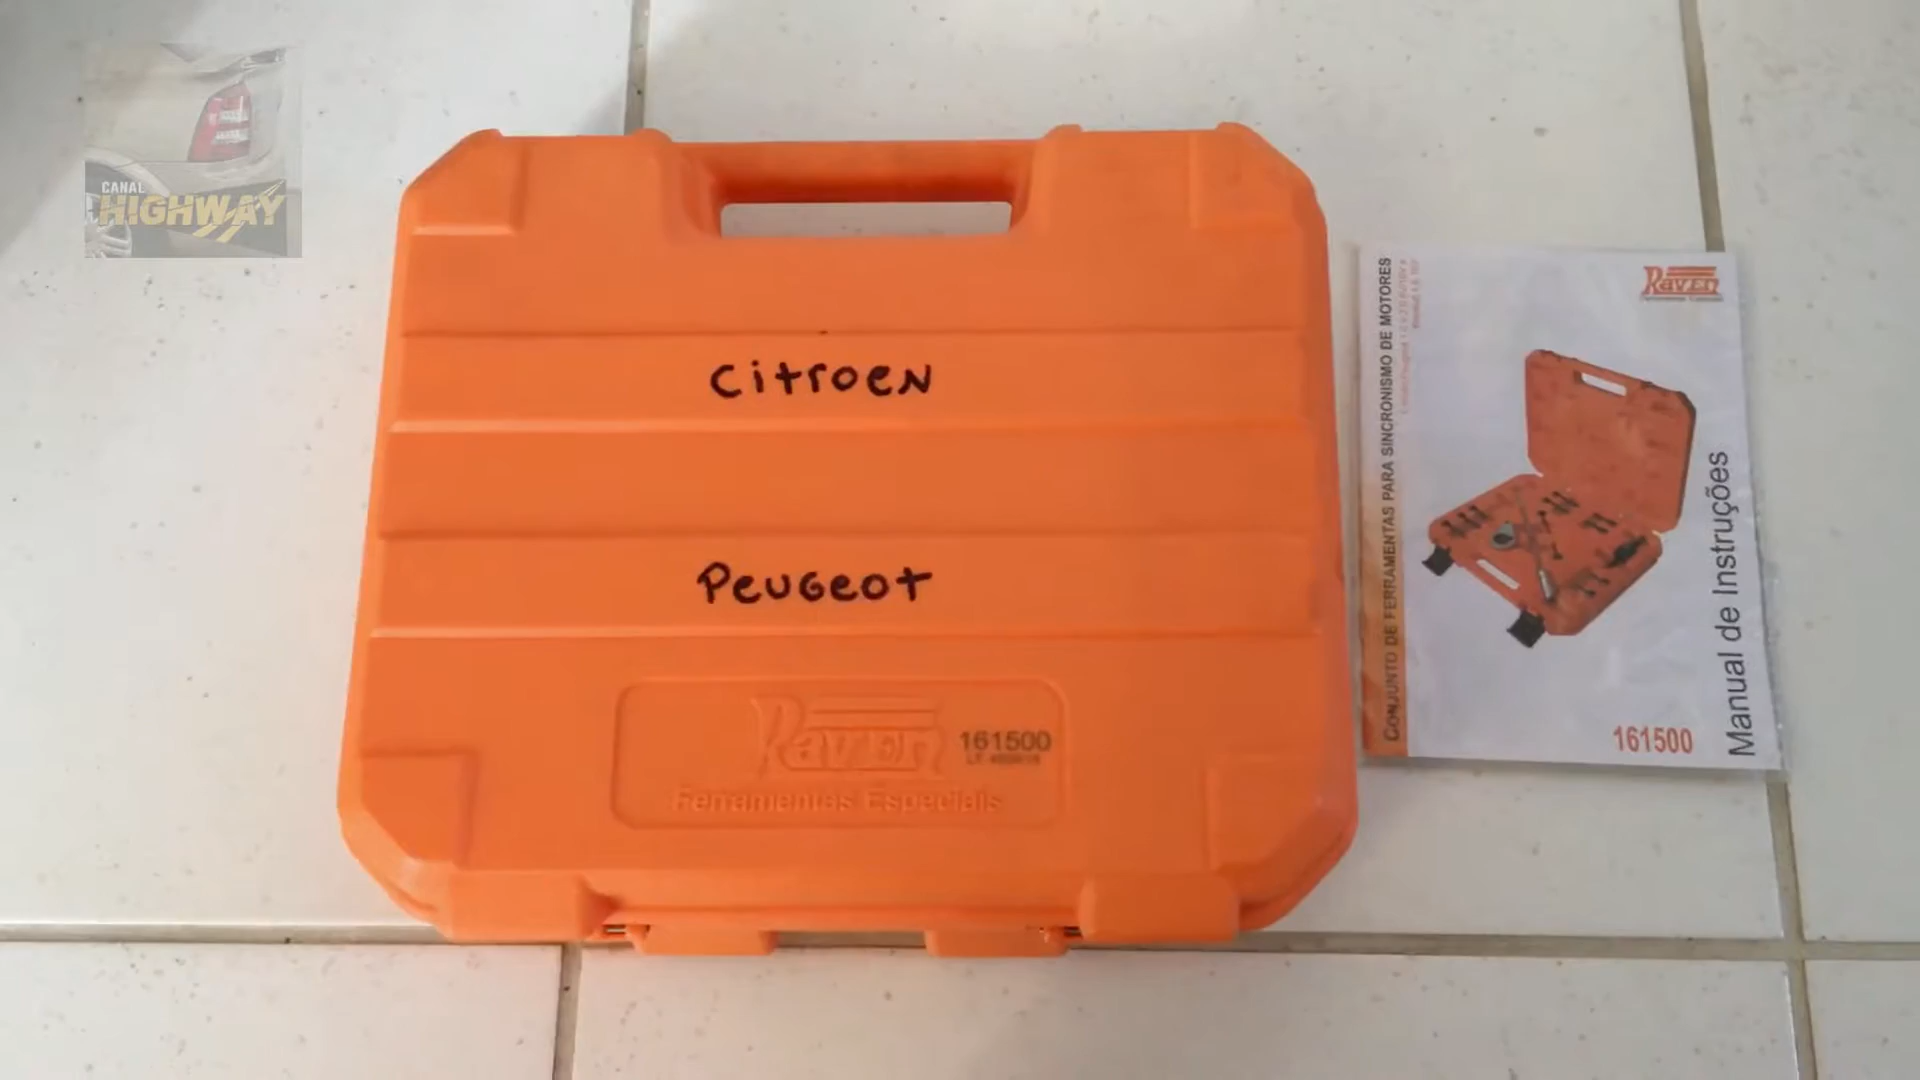 CANAL
HIGHWAY
Citroen
Peugeot
Raven
161500
Ferramentas Especiais
Raven
CONJUNTO DE FERRAMENTAS PARA SINCRONISMO DE MOTORES
Manual de Instruções
161500